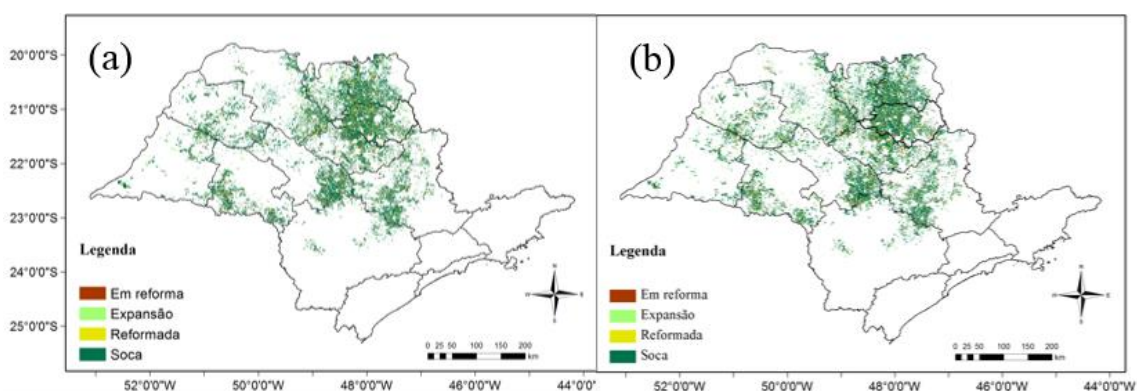 (a)
20°0'0"S
21°0'0"S
22°0'0"S
23°0'0"S
24°0'0"S
25°0'0"S
Legenda
Em reforma
Expansão
Reformada
Soca
0 25 50 100 150 200
km
52°0'0"W 50°0'0"W 48°0'0"W 46°0'0"W 44°0'0"W
(b)
Legenda
Em reforma
Expansão
Reformada
Soca
0 25 50 100 150 200
km
52°0'0"W 50°0'0"W 48°0'0"W 46°0'0"W 44°0'0"W